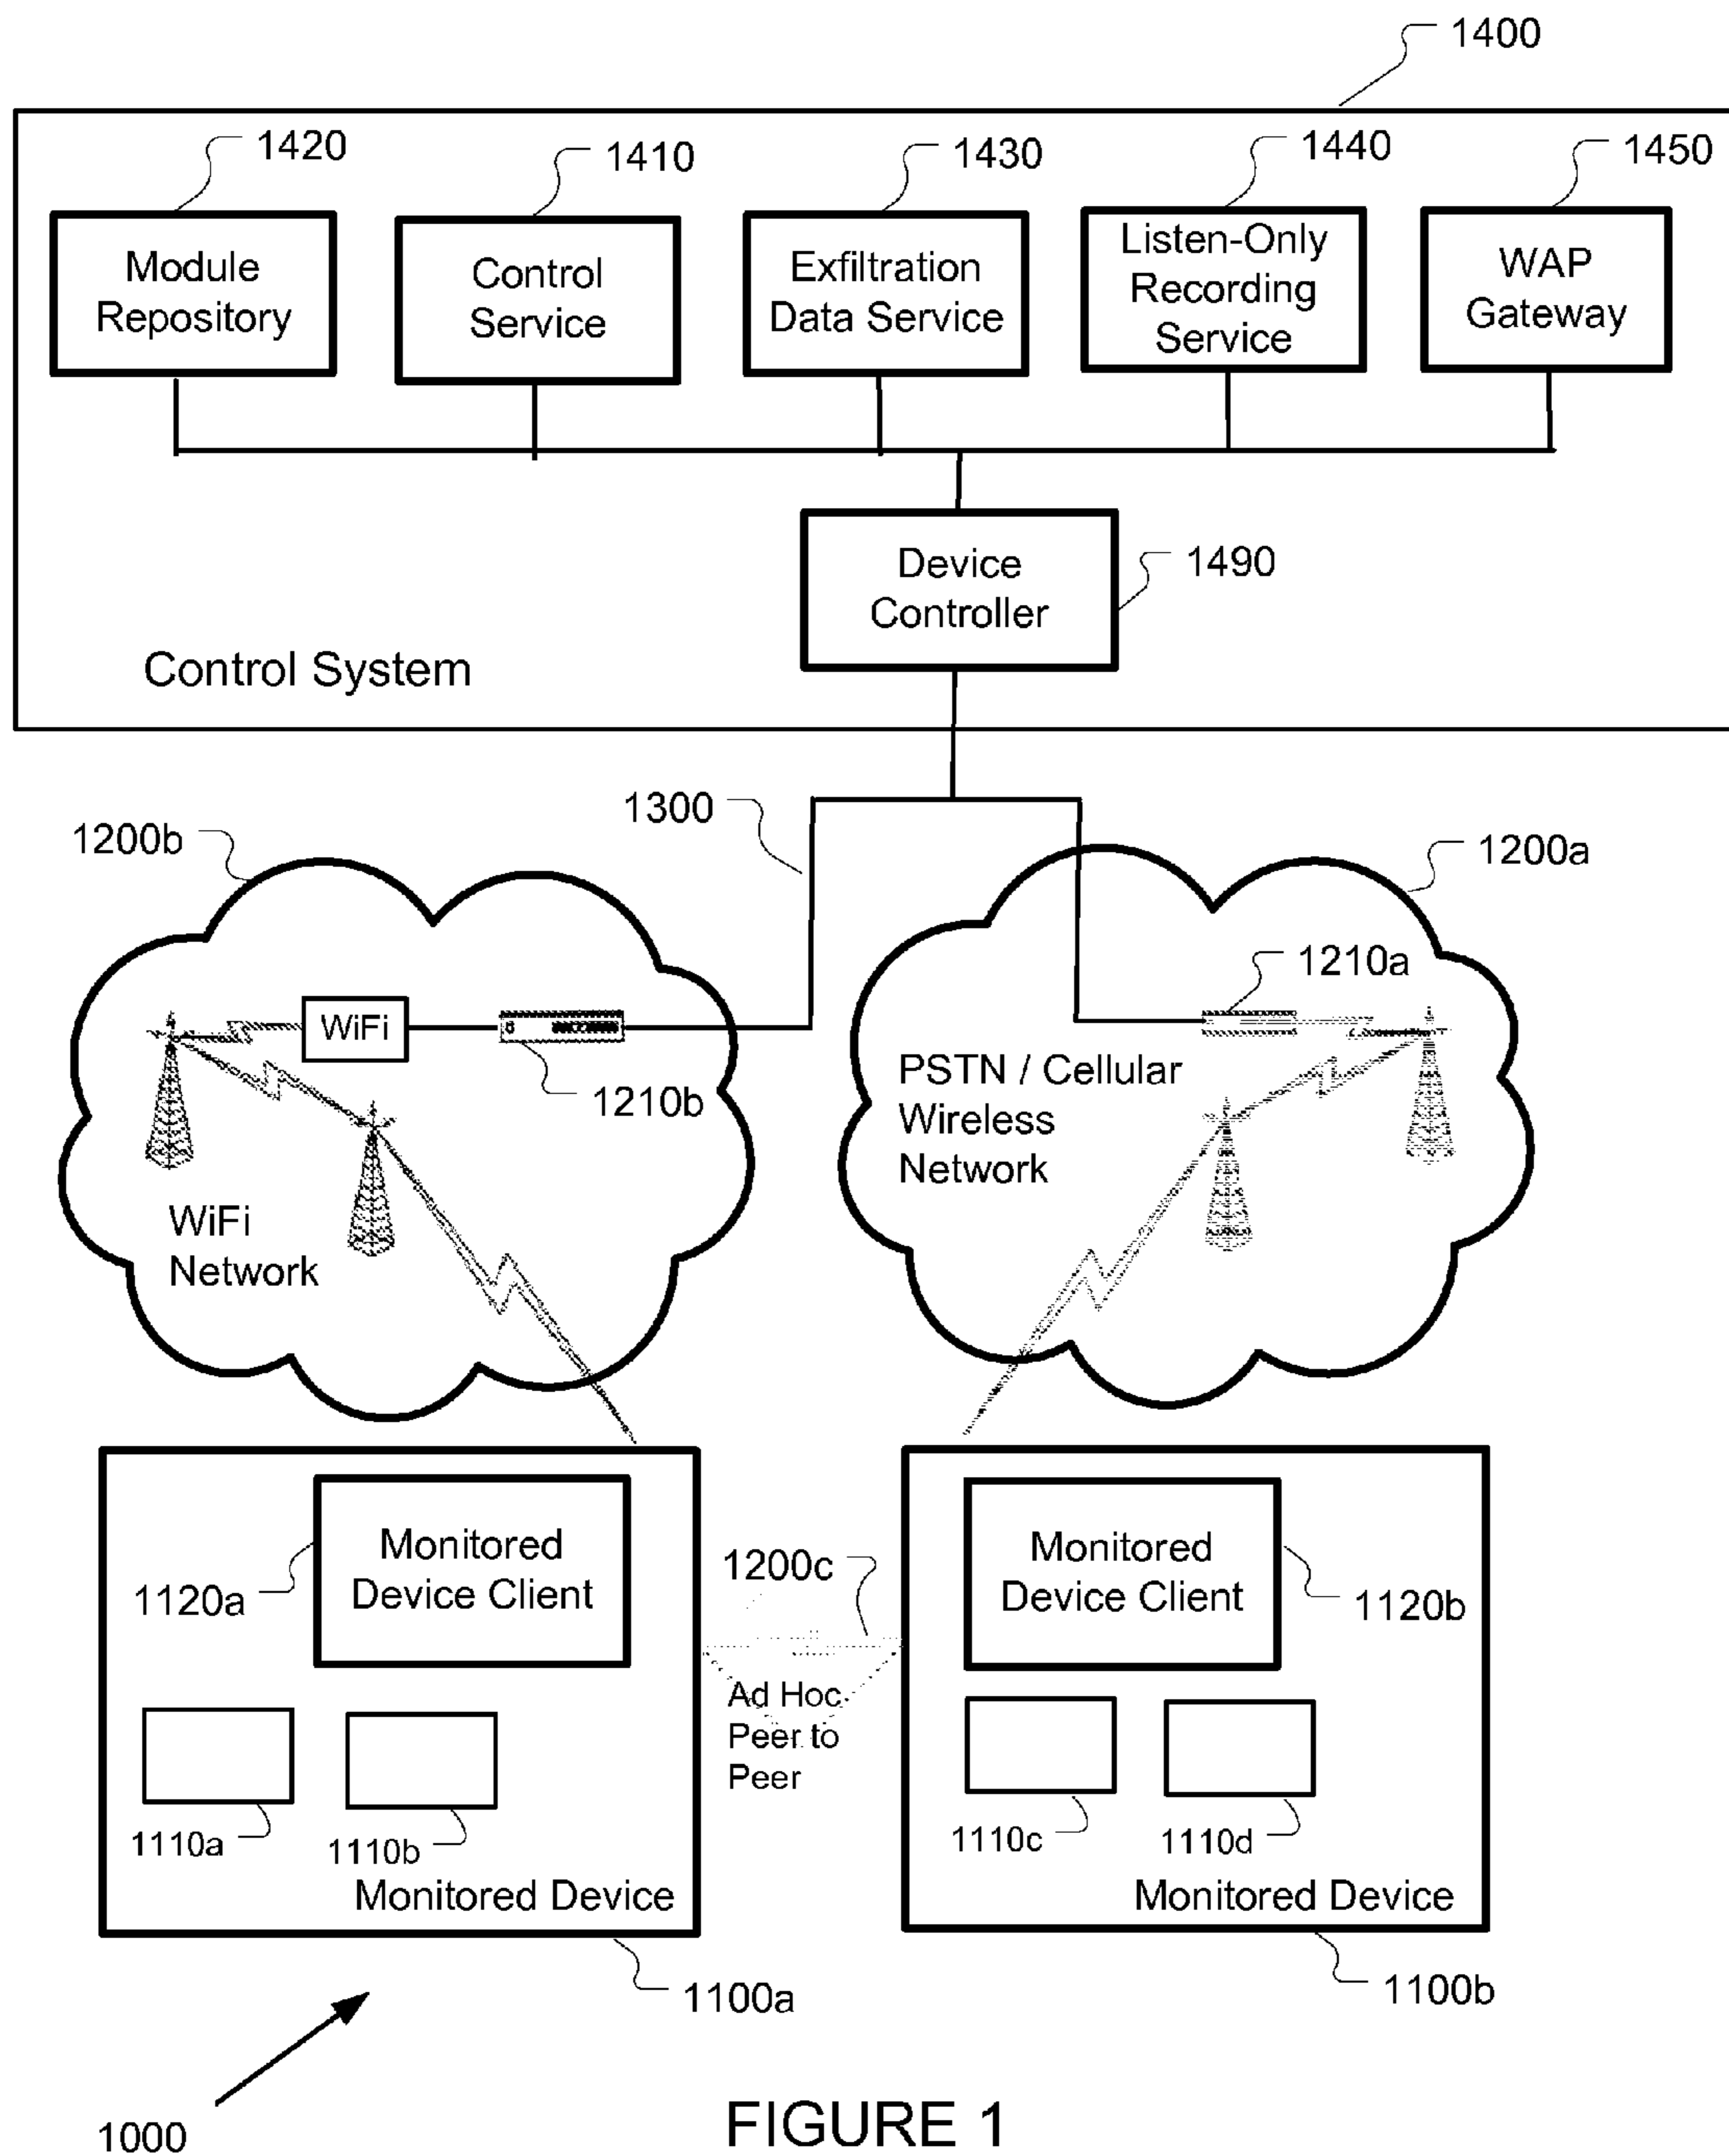 1400
1420
1410
1430
1440
1450
Module
Repository
Control
Service
Exfiltration
Data Service
Listen-Only
Recording
Service
WAP
Gateway
Device
Controller
1490
Control System
1300
1200b
1200a
1210a
WiFi
1210b
PSTN / Cellular
Wireless
Network
WiFi
Network
Monitored
Device Client
1120a
1200c
Monitored
Device Client
1120b
Ad Hoc
Peer to
Peer
1110a
1110b
1110c
1110d
Monitored Device
Monitored Device
1100a
1100b
1000
FIGURE 1